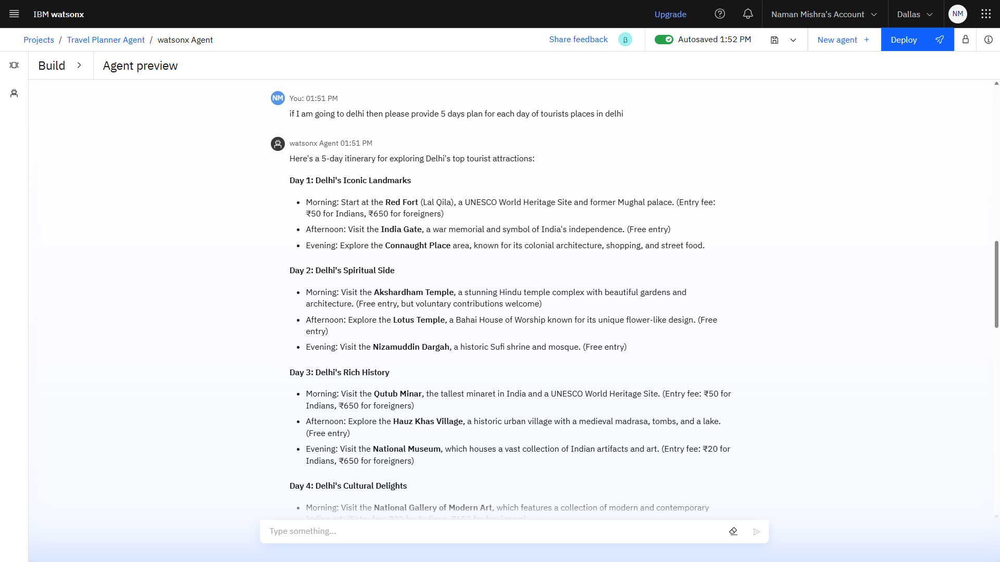 IBM watsonx
Upgrade
Naman Mishra's Account
Dallas
NM
Projects / Travel Planner Agent / watsonx Agent
Share feedback
β
Autosaved 1:52 PM
New agent +
Deploy
Build
Agent preview
NM You: 01:51 PM
if I am going to delhi then please provide 5 days plan for each day of tourists places in delhi
watsonx Agent 01:51 PM
Here's a 5-day itinerary for exploring Delhi's top tourist attractions:
Day 1: Delhi's Iconic Landmarks
• Morning: Start at the Red Fort (Lal Qila), a UNESCO World Heritage Site and former Mughal palace. (Entry fee:
₹50 for Indians, ₹650 for foreigners)
• Afternoon: Visit the India Gate, a war memorial and symbol of India's independence. (Free entry)
• Evening: Explore the Connaught Place area, known for its colonial architecture, shopping, and street food.
Day 2: Delhi's Spiritual Side
• Morning: Visit the Akshardham Temple, a stunning Hindu temple complex with beautiful gardens and
architecture. (Free entry, but voluntary contributions welcome)
• Afternoon: Explore the Lotus Temple, a Bahai House of Worship known for its unique flower-like design. (Free
entry)
• Evening: Visit the Nizamuddin Dargah, a historic Sufi shrine and mosque. (Free entry)
Day 3: Delhi's Rich History
• Morning: Visit the Qutub Minar, the tallest minaret in India and a UNESCO World Heritage Site. (Entry fee: ₹50 for
Indians, ₹650 for foreigners)
• Afternoon: Explore the Hauz Khas Village, a historic urban village with a medieval madrasa, tombs, and a lake.
(Free entry)
• Evening: Visit the National Museum, which houses a vast collection of Indian artifacts and art. (Entry fee: ₹20 for
Indians, ₹650 for foreigners)
Day 4: Delhi's Cultural Delights
• Morning: Visit the National Gallery of Modern Art, which features a collection of modern and contemporary
Indian art. (Entry fee: ₹20 for Indians, ₹650 for foreigners)
Type something...